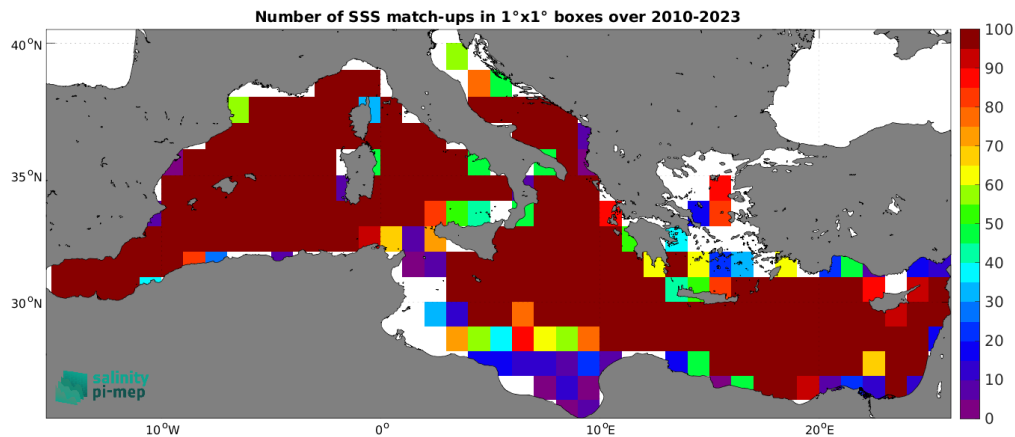 Number of SSS match-ups in 1°x1° boxes over 2010-2023
40°N
35°N
30°N
10°W
0°
10°E
20°E
100
90
80
70
60
50
40
30
20
10
0
salinity
pi-mep